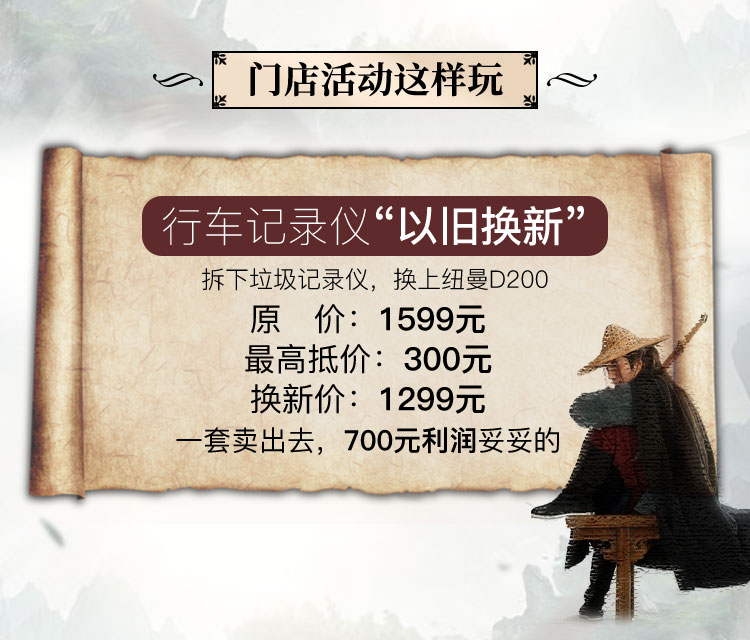 门店活动这样玩
行车记录仪“以旧换新”
拆下垃圾记录仪，换上纽曼D200
原　价：1599元
最高抵价：300元
换新价：1299元
一套卖出去，700元利润妥妥的